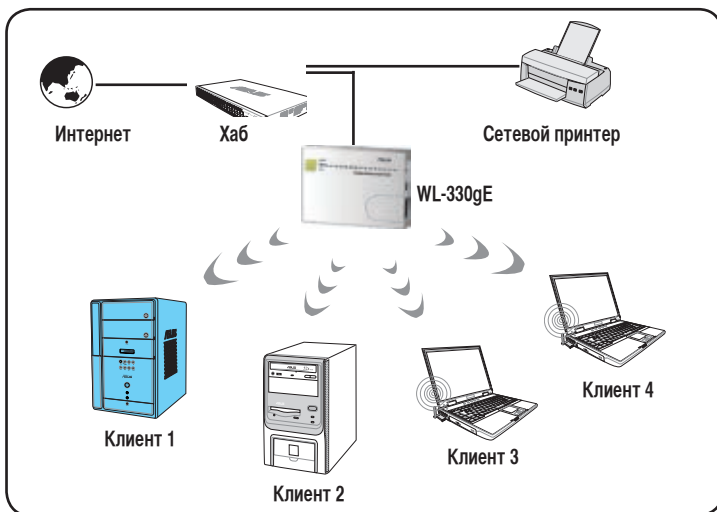 Интернет
Хаб
Сетевой принтер
WL-330gE
Клиент 4
Клиент 1
Клиент 3
Клиент 2